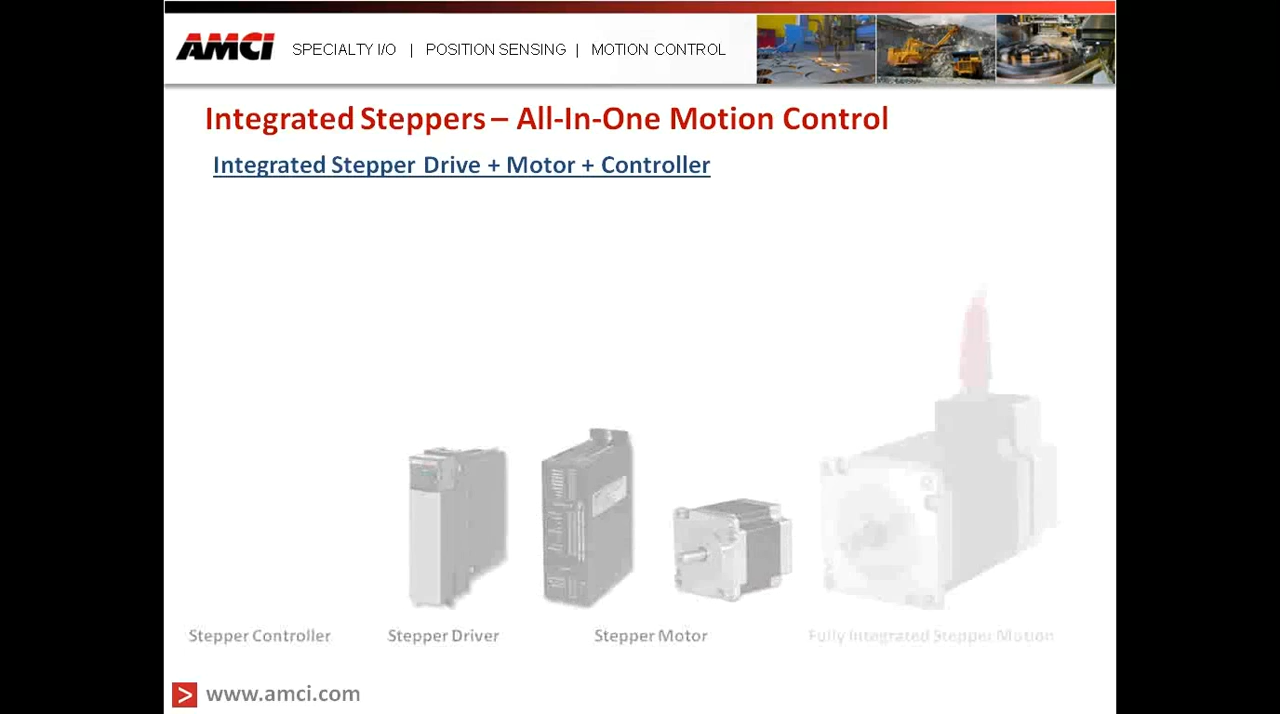 AMCI SPECIALTY I/O | POSITION SENSING | MOTION CONTROL
Integrated Steppers – All-In-One Motion Control
Integrated Stepper Drive + Motor + Controller
Stepper Controller Stepper Driver Stepper Motor Fully Integrated Stepper Motion
> www.amci.com